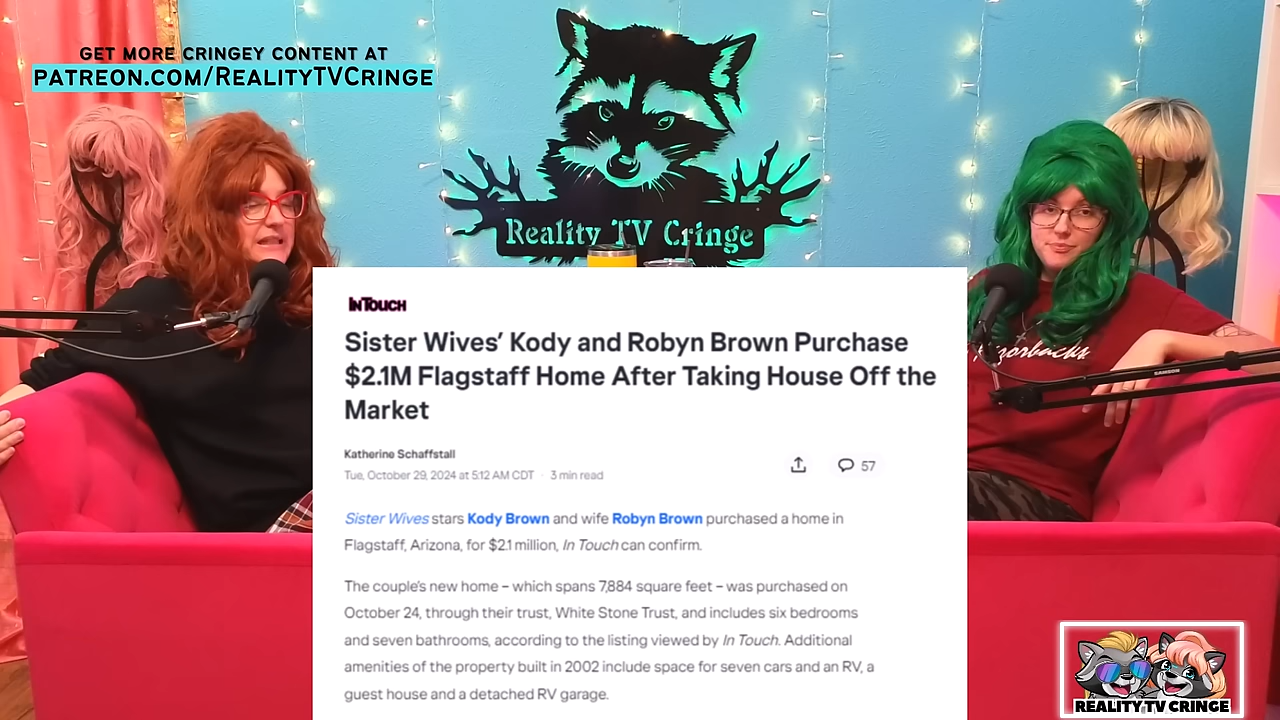 GET MORE CRINGEY CONTENT AT
PATREON.COM/REALITYTVCRINGE
Reality TV Cringe
INTOUCH
Sister Wives’ Kody and Robyn Brown Purchase
$2.1M Flagstaff Home After Taking House Off the
Market
Katherine Schaffstall
Tue, October 29, 2024 at 5:12 AM CDT · 3 min read
57
Sister Wives stars Kody Brown and wife Robyn Brown purchased a home in
Flagstaff, Arizona, for $2.1 million, In Touch can confirm.
The couple's new home – which spans 7,884 square feet – was purchased on
October 24, through their trust, White Stone Trust, and includes six bedrooms
and seven bathrooms, according to the listing viewed by In Touch. Additional
amenities of the property built in 2002 include space for seven cars and an RV, a
guest house and a detached RV garage.
SAMSON
REALITY TV CRINGE